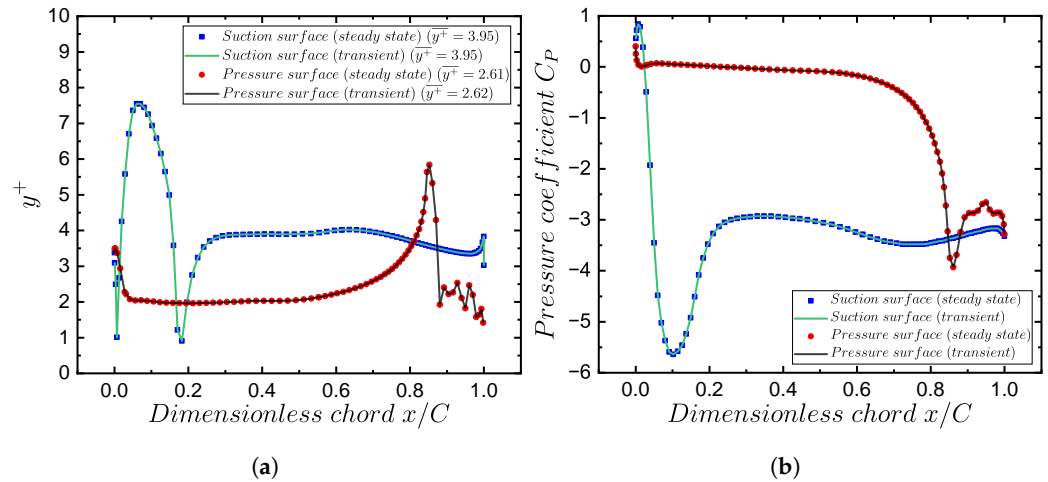 10
9
8
7
6
5
4
3
2
1
0
y⁺
Suction surface (steady state) (y⁺ = 3.95)
Suction surface (transient) (y⁺ = 3.95)
Pressure surface (steady state) (y⁺ = 2.61)
Pressure surface (transient) (y⁺ = 2.62)
0.0 0.2 0.4 0.6 0.8 1.0
Dimensionless chord x/C
(a)
1
0
−1
−2
−3
−4
−5
−6
Pressure coefficient C_P
Suction surface (steady state)
Suction surface (transient)
Pressure surface (steady state)
Pressure surface (transient)
0.0 0.2 0.4 0.6 0.8 1.0
Dimensionless chord x/C
(b)